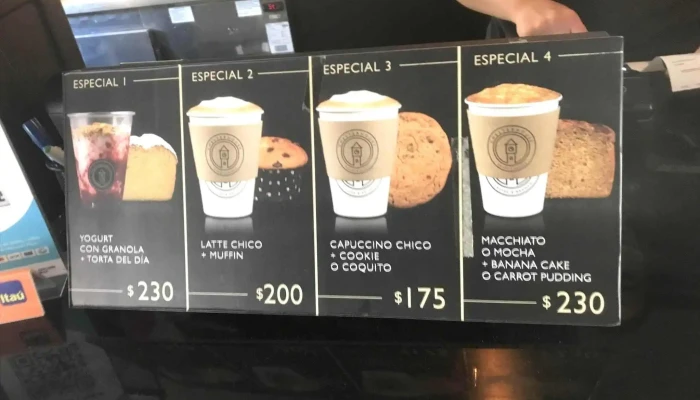 ESPECIAL 1
YOGURT
CON GRANOLA
+ TORTA DEL DÍA
$230
ESPECIAL 2
LATTE CHICO
+ MUFFIN
$200
ESPECIAL 3
CAPUCCINO CHICO
+ COOKIE
O COQUITO
$175
ESPECIAL 4
MACCHIATO
O MOCHA
+ BANANA CAKE
O CARROT PUDDING
$230
Itaú